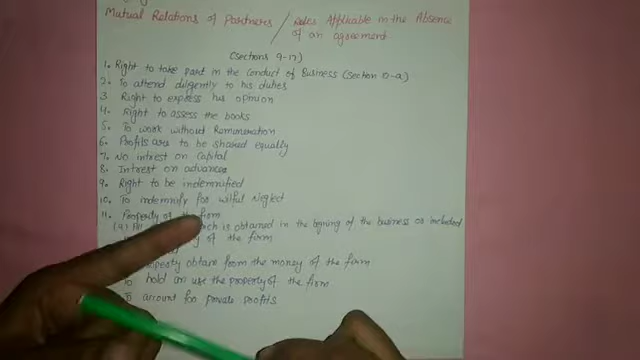 Mutual Relations of Partners / Rules Applicable in the Absence
of an agreement
(Sections 9-17)
1. Right to take part in the Conduct of Business (Section 12-a)
2. To attend diligently to his duties
3 Right to express his opinion
4. Right to assess the books
5. To work without Remuneration
6. Profits are to be shared equally
7. No intrest on Capital
8. Intrest on advances
9. Right to be indemnified
10. To indemnify for wilful Neglect
11. Property of the firm
which is obtained in the begning of the business as included
of the firm
obtane from the money of the firm
To hold an use the property of the firm
To account for private profits